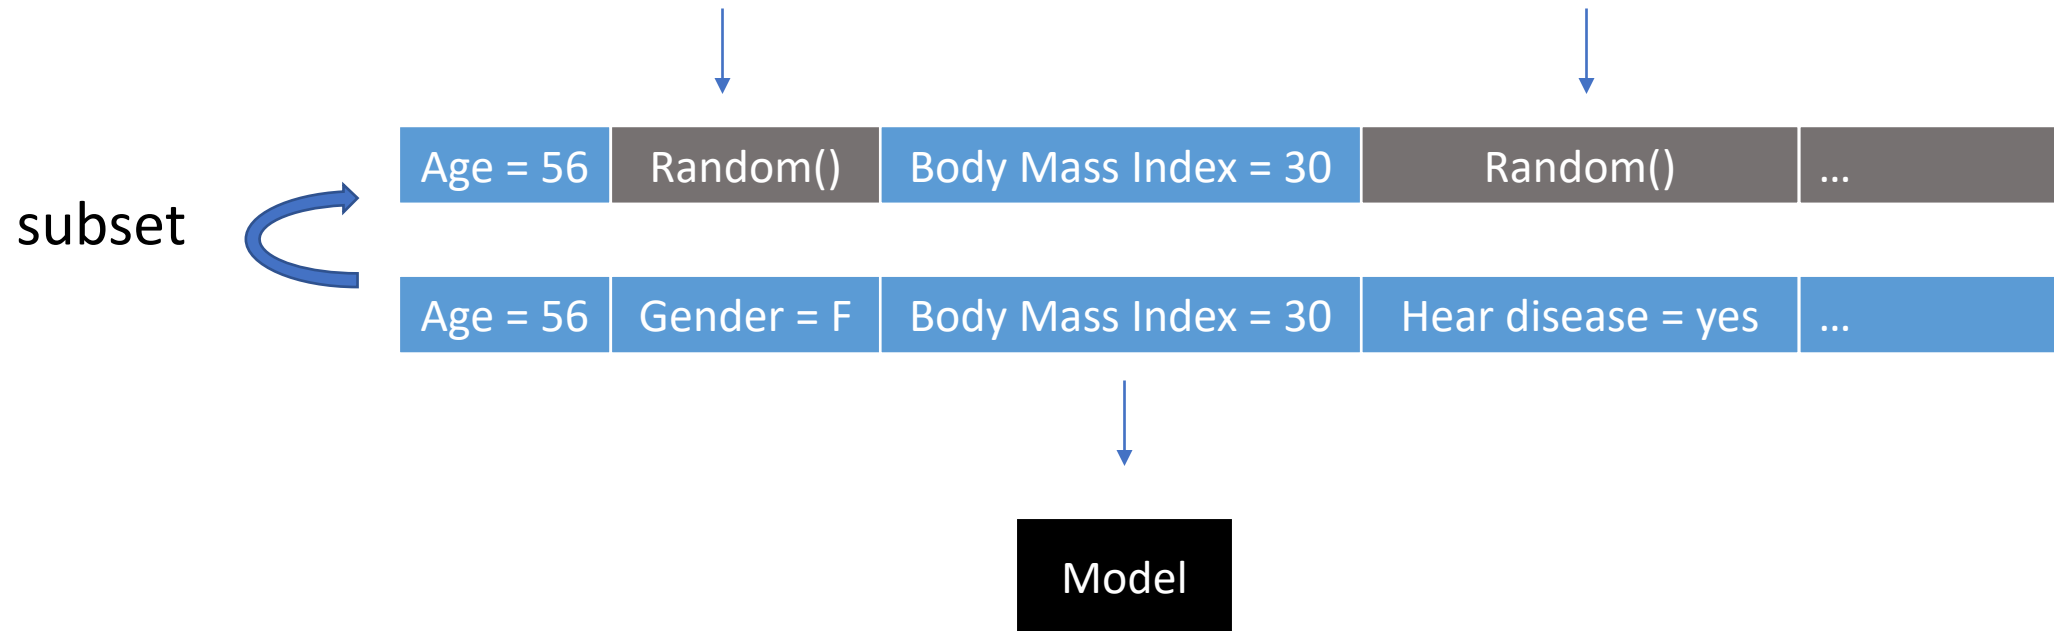 Age = 56 Random() Body Mass Index = 30 Random() ...
subset
Age = 56 Gender = F Body Mass Index = 30 Hear disease = yes ...
Model